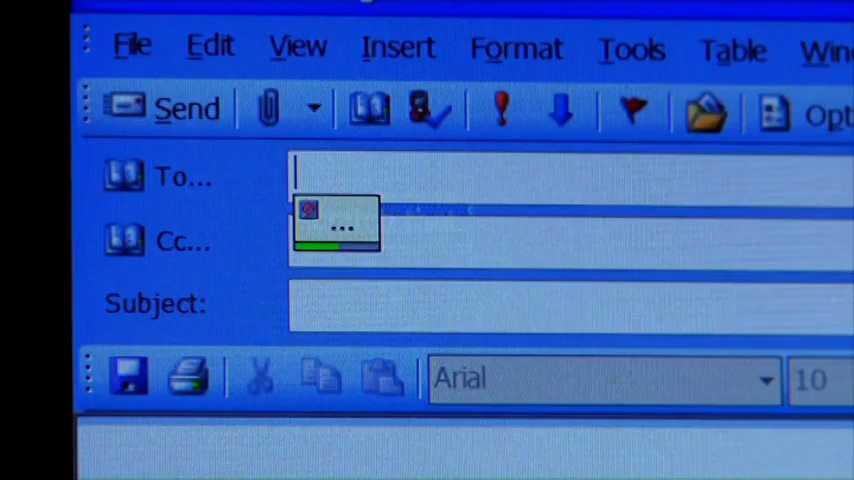 File Edit View Insert Format Tools Table
Send
To...
...
Cc...
Subject:
Arial 10